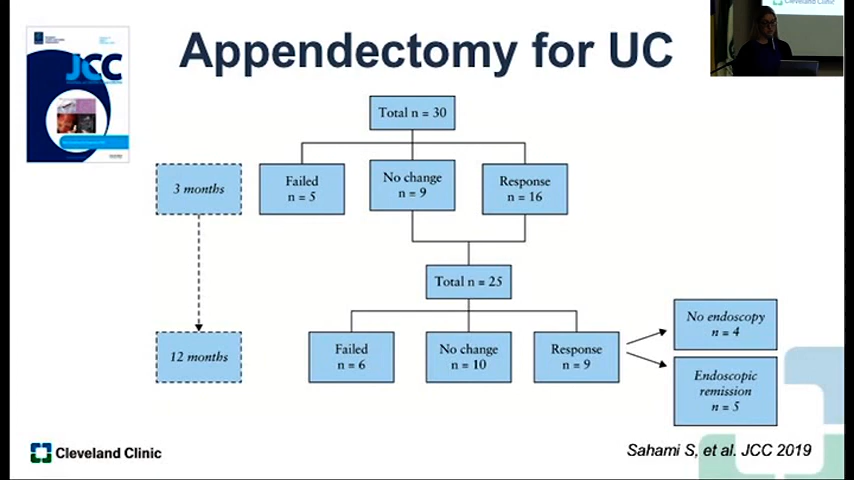 Cleveland Clinic
JCC
Appendectomy for UC
Total n = 30
3 months
Failed
n = 5
No change
n = 9
Response
n = 16
Total n = 25
12 months
Failed
n = 6
No change
n = 10
Response
n = 9
No endoscopy
n = 4
Endoscopic
remission
n = 5
Cleveland Clinic
Sahami S, et al. JCC 2019